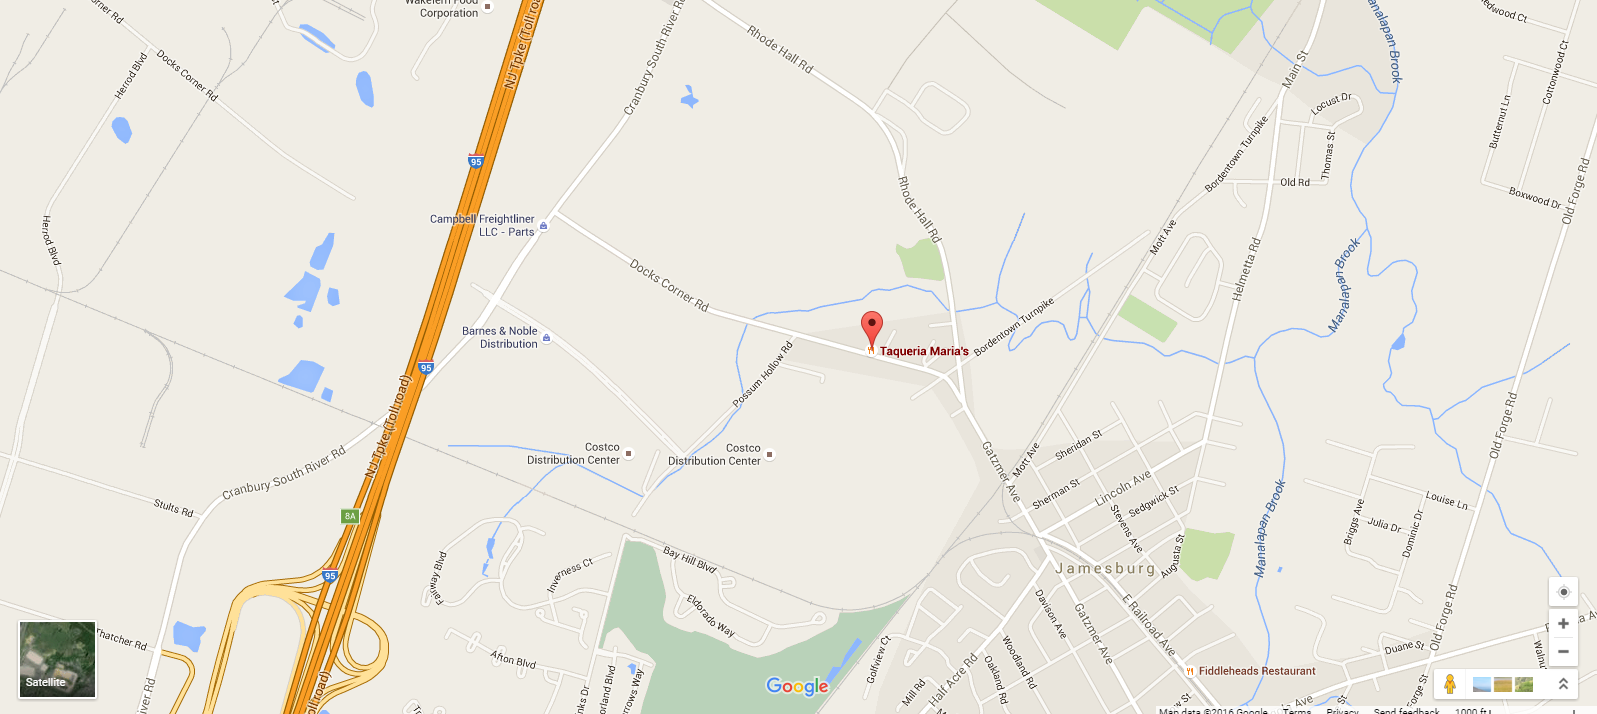 Wakefern Food
Corporation
Corner Rd
Docks Corner Rd
Herrod Blvd
NJ Tpke (Toll road)
Cranbury South River Rd
Rhode Hall Rd
Manalapan Brook
Main St
Locust Dr
Thomas St
Bordentown Turnpike
Old Rd
Butternut Ln
Cottonwood Ct
Boxwood Dr
Old Forge Rd
95
Herrod Blvd
Campbell Freightliner
LLC - Parts
Docks Corner Rd
Rhode Hall Rd
Mott Ave
Helmetta Rd
Manalapan Brook
Bordentown Turnpike
Barnes & Noble
Distribution
Possum Hollow Rd
Taqueria Maria's
95
NJ Tpke (Toll road)
Cranbury South River Rd
Costco
Distribution Center
Costco
Distribution Center
Gatzmer Ave
Mott Ave
Sheridan St
Sherman St
Lincoln Ave
Sedgwick St
Stevens Ave
Augusta St
Manalapan Brook
Old Forge Rd
Louise Ln
Briggs Ave
Julia Dr
Dominic Dr
Stults Rd
8A
95
Fairway Blvd
Inverness Ct
Bay Hill Blvd
Eldorado Way
Jamesburg
Davison Ave
Gatzmer Ave
E Railroad Ave
Old Forge Rd
Thatcher Rd
Afton Blvd
Golfview Ct
Mill Rd
Half Acre Rd
Oakland Rd
Woodland Rd
Fiddleheads Restaurant
Duane St
Satellite
Google
Map data ©2016 Google
Terms
Privacy
Send feedback
1000 ft